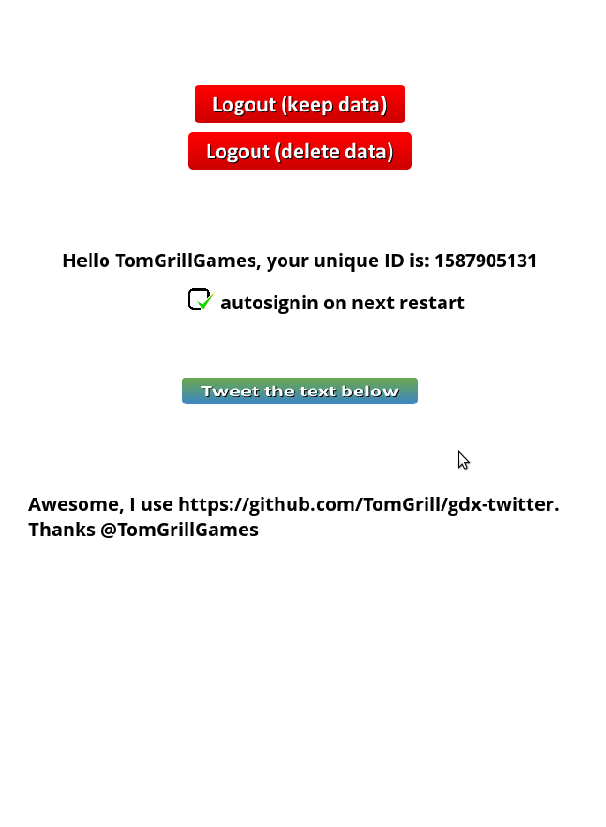 Logout (keep data)
Logout (delete data)
Hello TomGrillGames, your unique ID is: 1587905131
autosignin on next restart
Tweet the text below
Awesome, I use https://github.com/TomGrill/gdx-twitter.
Thanks @TomGrillGames